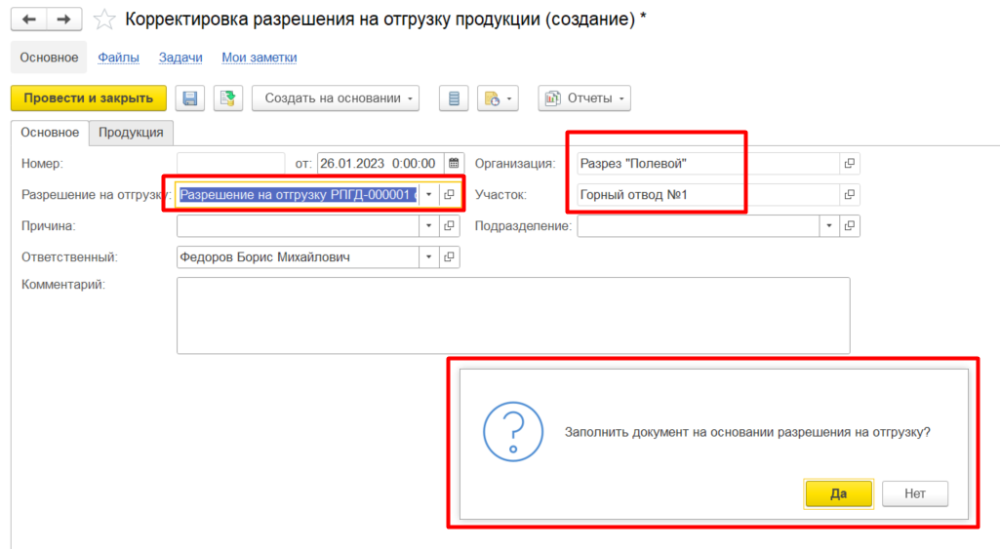 Корректировка разрешения на отгрузку продукции (создание) *
Основное Файлы Задачи Мои заметки
Провести и закрыть Создать на основании Отчеты
Основное Продукция
Номер: от: 26.01.2023 0:00:00 Организация: Разрез "Полевой"
Разрешение на отгрузку: Разрешение на отгрузку РПГД-000001 Участок: Горный отвод №1
Причина: Подразделение:
Ответственный: Федоров Борис Михайлович
Комментарий:
Заполнить документ на основании разрешения на отгрузку?
Да Нет